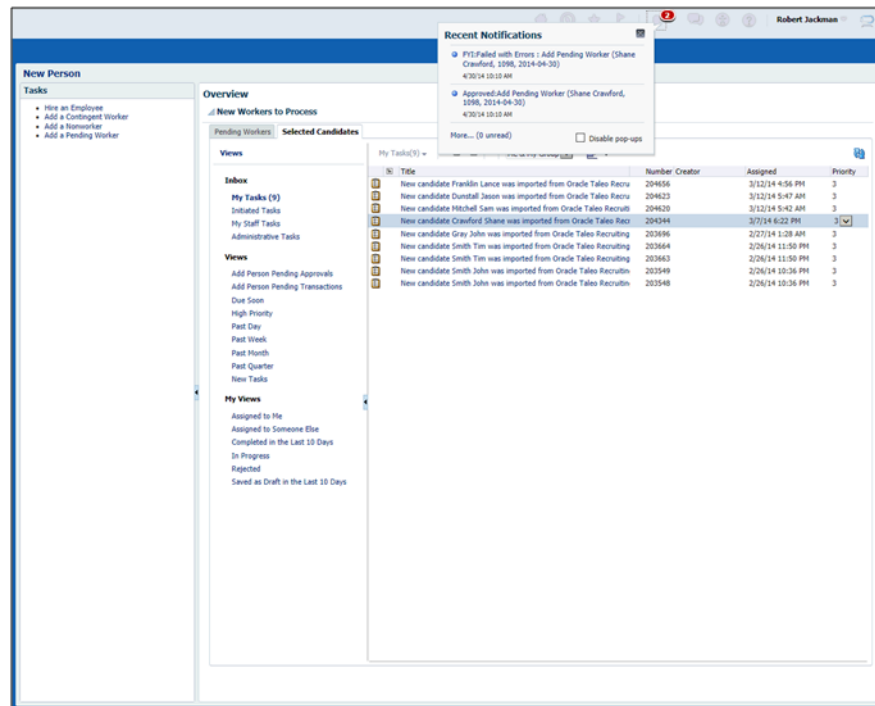 2
Robert Jackman
Recent Notifications
FYI:Failed with Errors : Add Pending Worker (Shane
Crawford, 1098, 2014-04-30)
4/30/14 10:10 AM
Approved:Add Pending Worker (Shane Crawford,
1098, 2014-04-30)
4/30/14 10:10 AM
More... (0 unread)
Disable pop-ups
New Person
Tasks
Hire an Employee
Add a Contingent Worker
Add a Nonworker
Add a Pending Worker
Overview
New Workers to Process
Pending Workers
Selected Candidates
Views
Inbox
My Tasks (9)
Initiated Tasks
My Staff Tasks
Administrative Tasks
Views
Add Person Pending Approvals
Add Person Pending Transactions
Due Soon
High Priority
Past Day
Past Week
Past Month
Past Quarter
New Tasks
My Views
Assigned to Me
Assigned to Someone Else
Completed in the Last 10 Days
In Progress
Rejected
Saved as Draft in the Last 10 Days
My Tasks(9)
Title Number Creator Assigned Priority
New candidate Franklin Lance was imported from Oracle Taleo Recru 204656 3/12/14 4:56 PM 3
New candidate Dunstall Jason was imported from Oracle Taleo Recru 204623 3/12/14 5:47 AM 3
New candidate Mitchell Sam was imported from Oracle Taleo Recruiti 204620 3/12/14 5:42 AM 3
New candidate Crawford Shane was imported from Oracle Taleo Recr 204344 3/7/14 6:22 PM 3
New candidate Gray John was imported from Oracle Taleo Recruiting 203696 2/27/14 1:28 AM 3
New candidate Smith Tim was imported from Oracle Taleo Recruiting 203664 2/26/14 11:50 PM 3
New candidate Smith Tim was imported from Oracle Taleo Recruiting 203663 2/26/14 11:50 PM 3
New candidate Smith John was imported from Oracle Taleo Recruitin 203549 2/26/14 10:36 PM 3
New candidate Smith John was imported from Oracle Taleo Recruitin 203548 2/26/14 10:36 PM 3